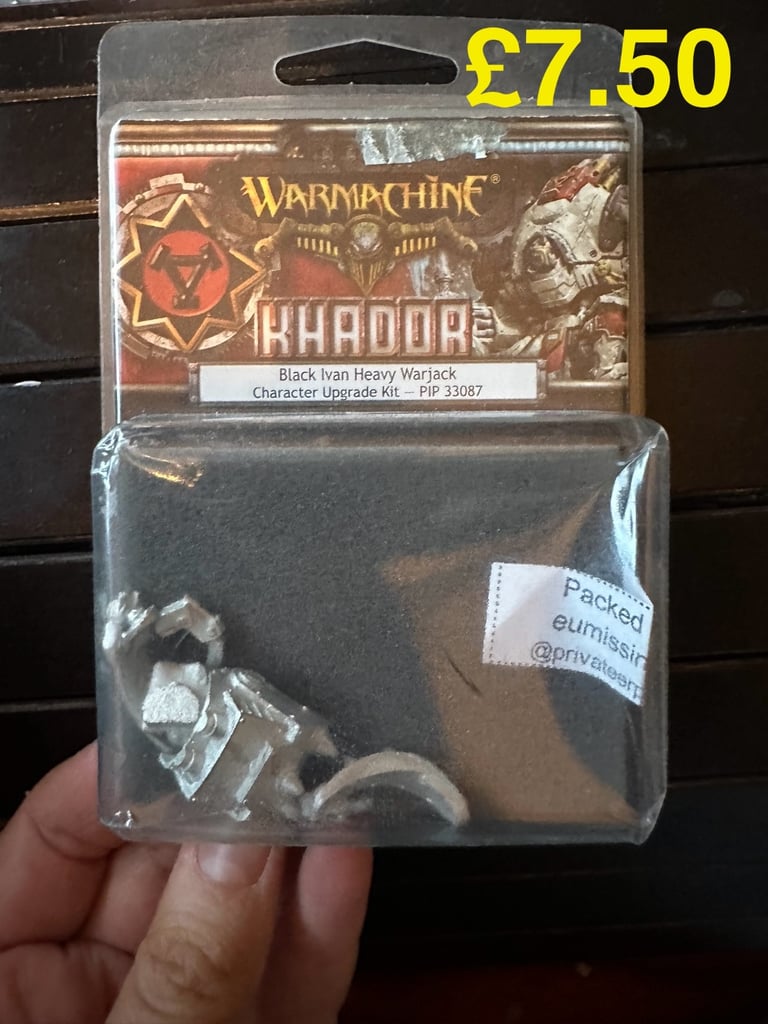 £7.50
WARMACHINE®
KHADOR
Black Ivan Heavy Warjack
Character Upgrade Kit — PIP 33087
Packed